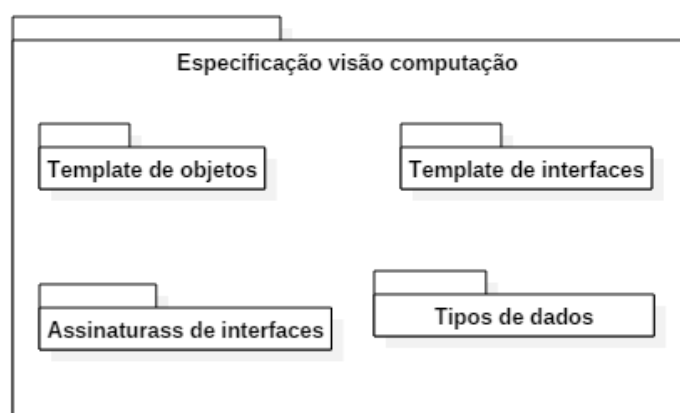 Especificação visão computação
Template de objetos
Template de interfaces
Assinaturass de interfaces
Tipos de dados